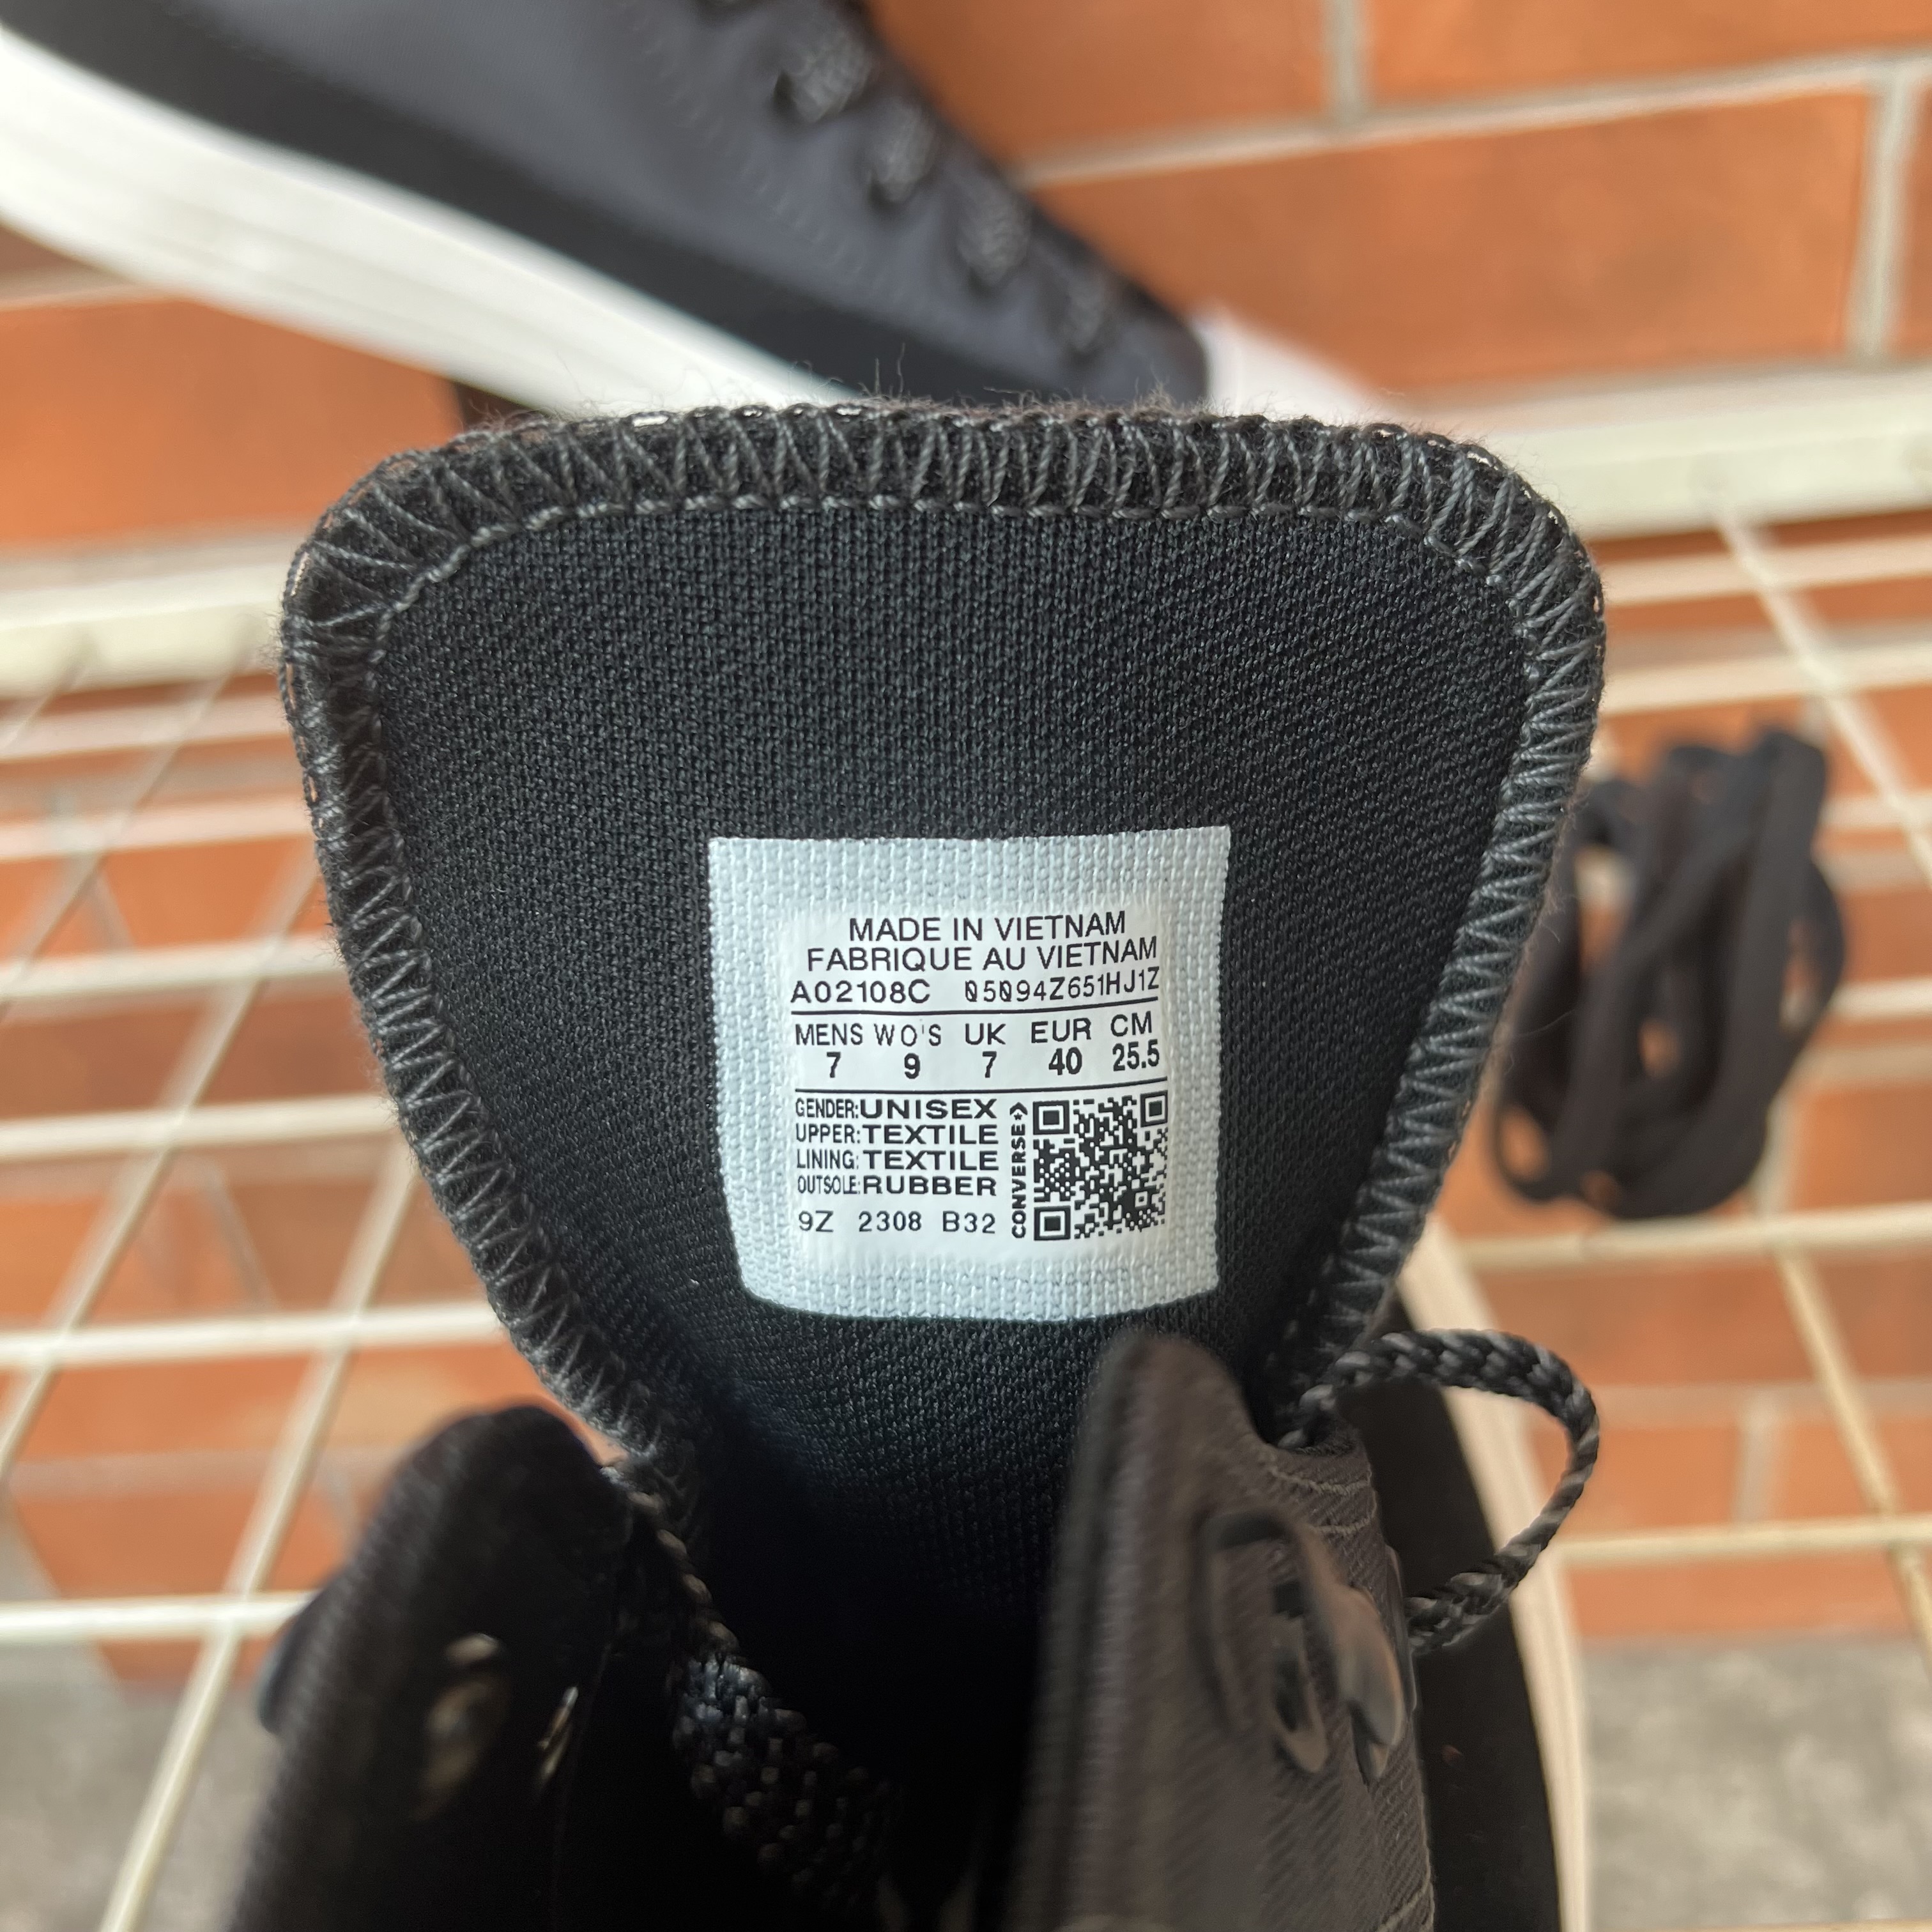 MADE IN VIETNAM
FABRIQUE AU VIETNAM
A02108C 05094Z651HJ1Z
MENS WO'S UK EUR CM
7 9 7 40 25.5
GENDER:UNISEX
UPPER:TEXTILE
LINING:TEXTILE
OUTSOLE:RUBBER
9Z 2308 B32
CONVERSE